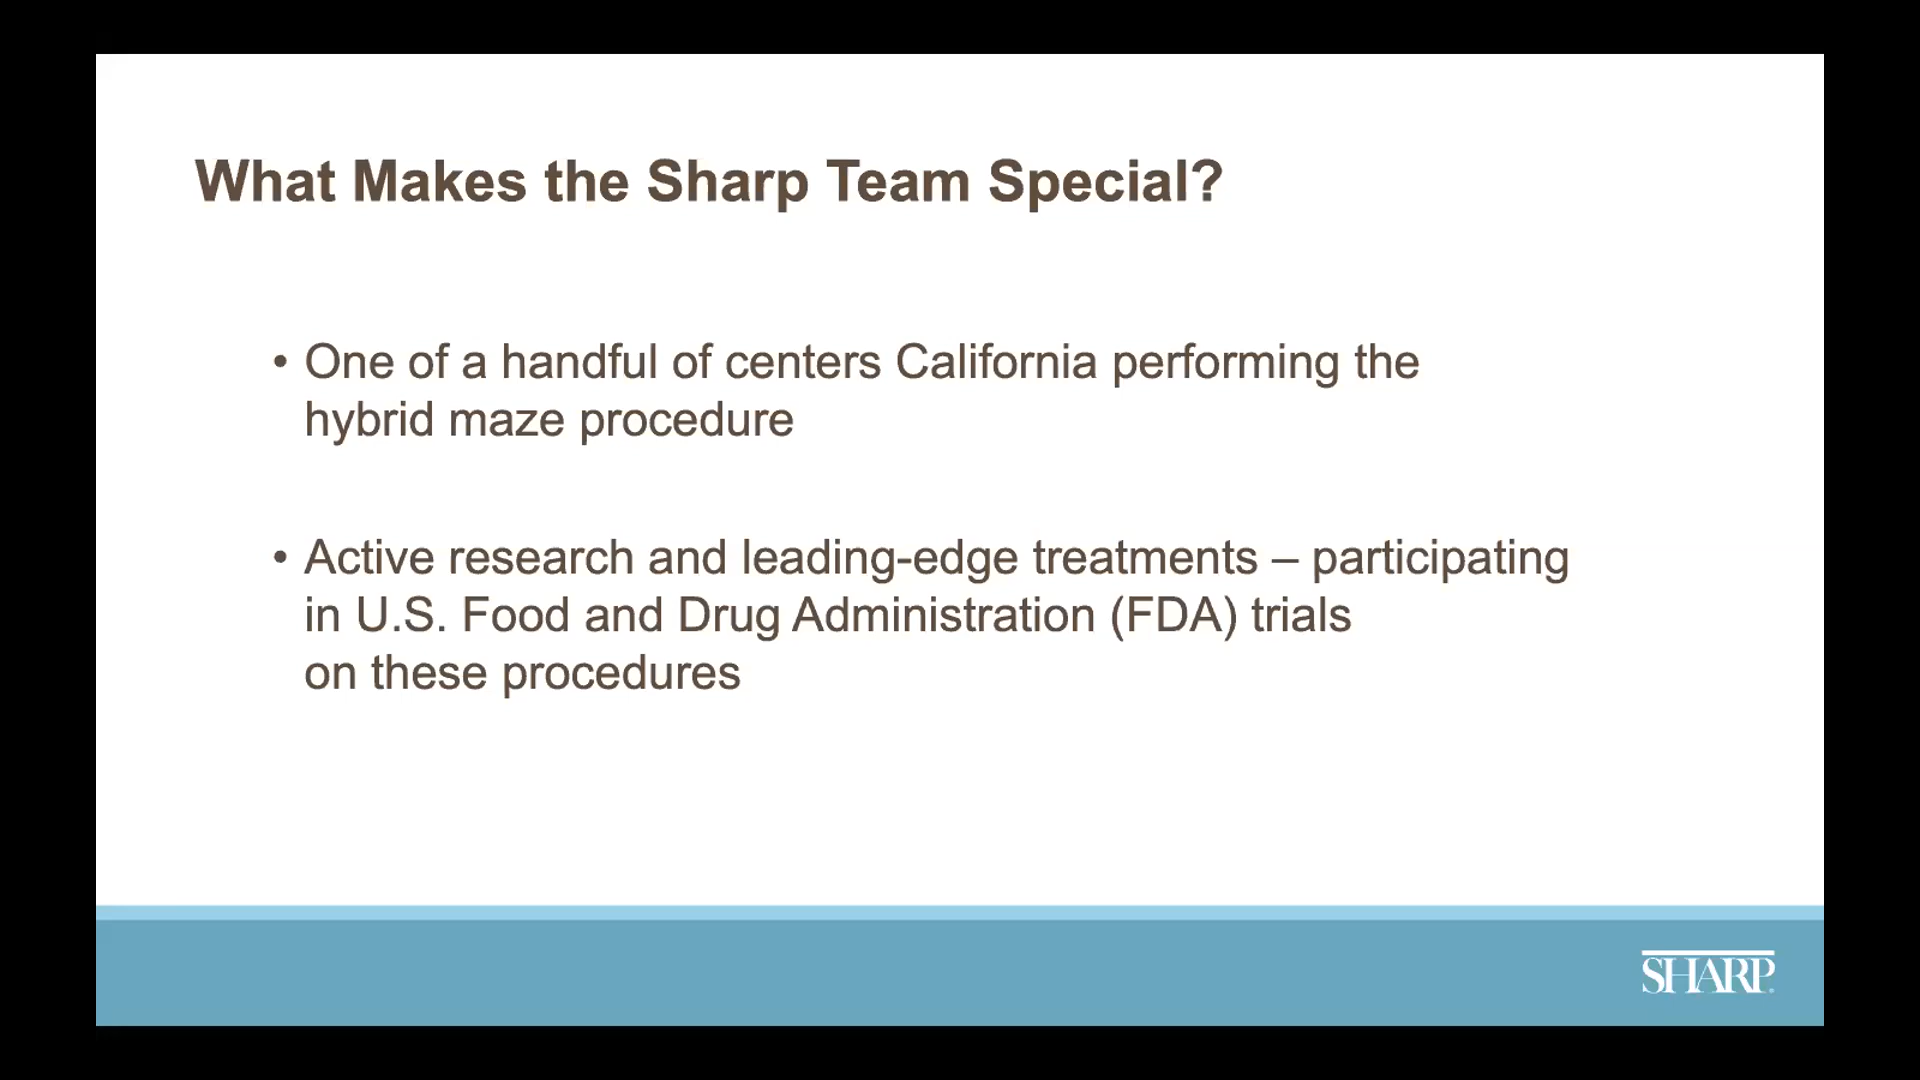 What Makes the Sharp Team Special?
• One of a handful of centers California performing the
hybrid maze procedure
• Active research and leading-edge treatments – participating
in U.S. Food and Drug Administration (FDA) trials
on these procedures
SHARP®